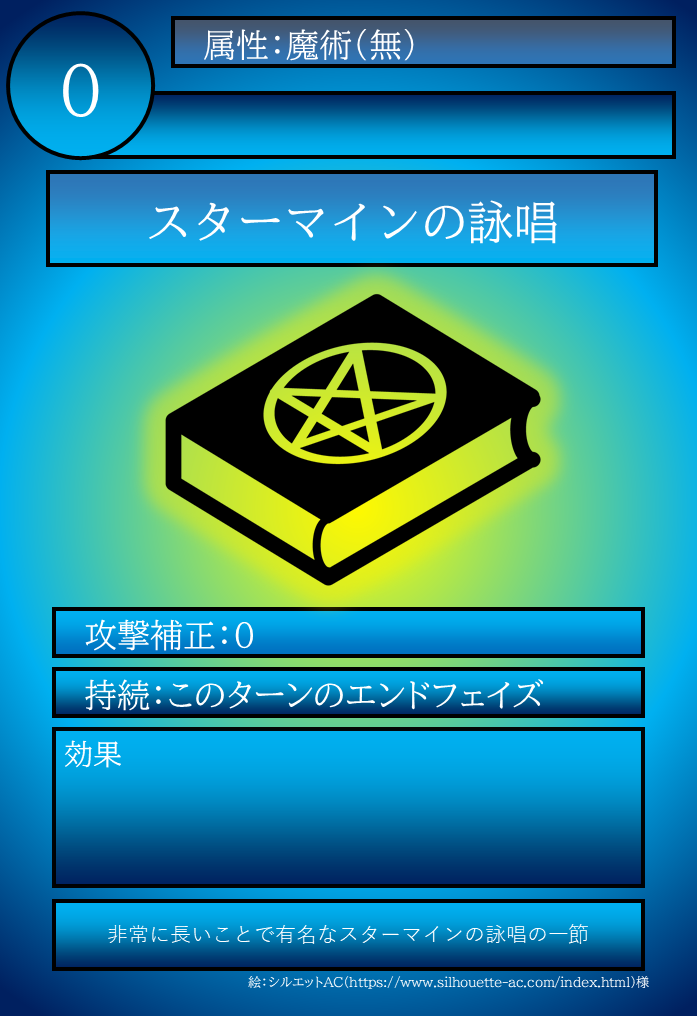 属性：魔術（無）
0
スターマインの詠唱
攻撃補正：0
持続：このターンのエンドフェイズ
効果
非常に長いことで有名なスターマインの詠唱の一節
絵：シルエットAC（https://www.silhouette-ac.com/index.html）様